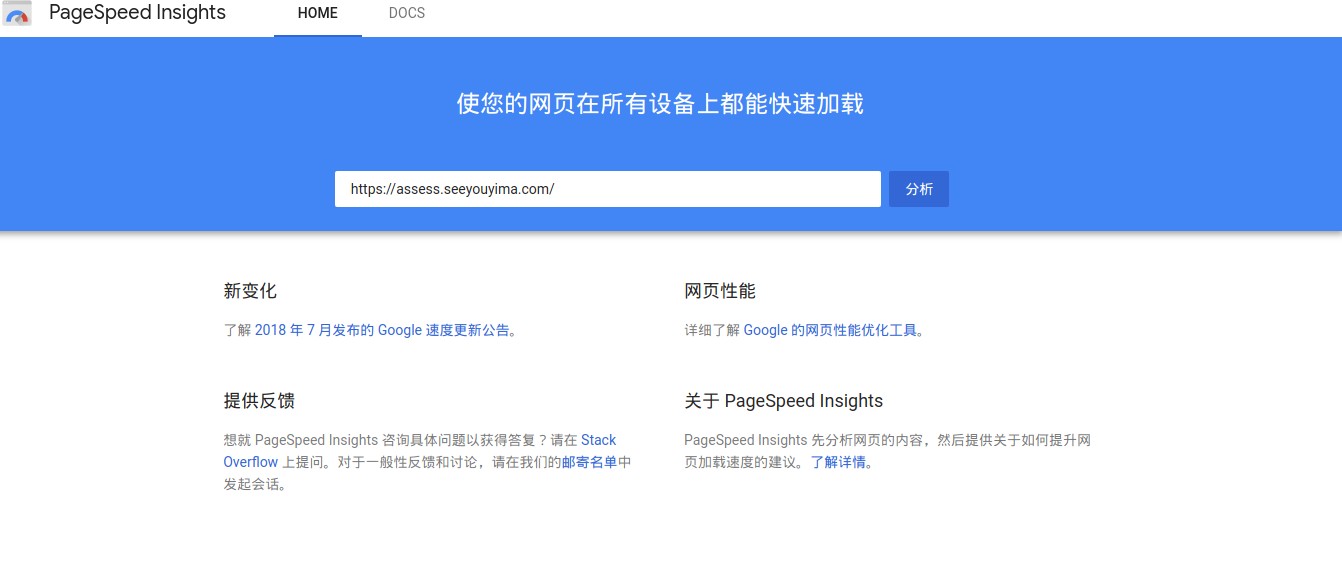 PageSpeed Insights
HOME
DOCS
使您的网页在所有设备上都能快速加载
https://assess.seeyouyima.com/
分析
新变化
了解 2018 年 7 月发布的 Google 速度更新公告。
网页性能
详细了解 Google 的网页性能优化工具。
提供反馈
想就 PageSpeed Insights 咨询具体问题以获得答复？请在 Stack
Overflow 上提问。对于一般性反馈和讨论，请在我们的邮寄名单中
发起会话。
关于 PageSpeed Insights
PageSpeed Insights 先分析网页的内容，然后提供关于如何提升网
页加载速度的建议。了解详情。